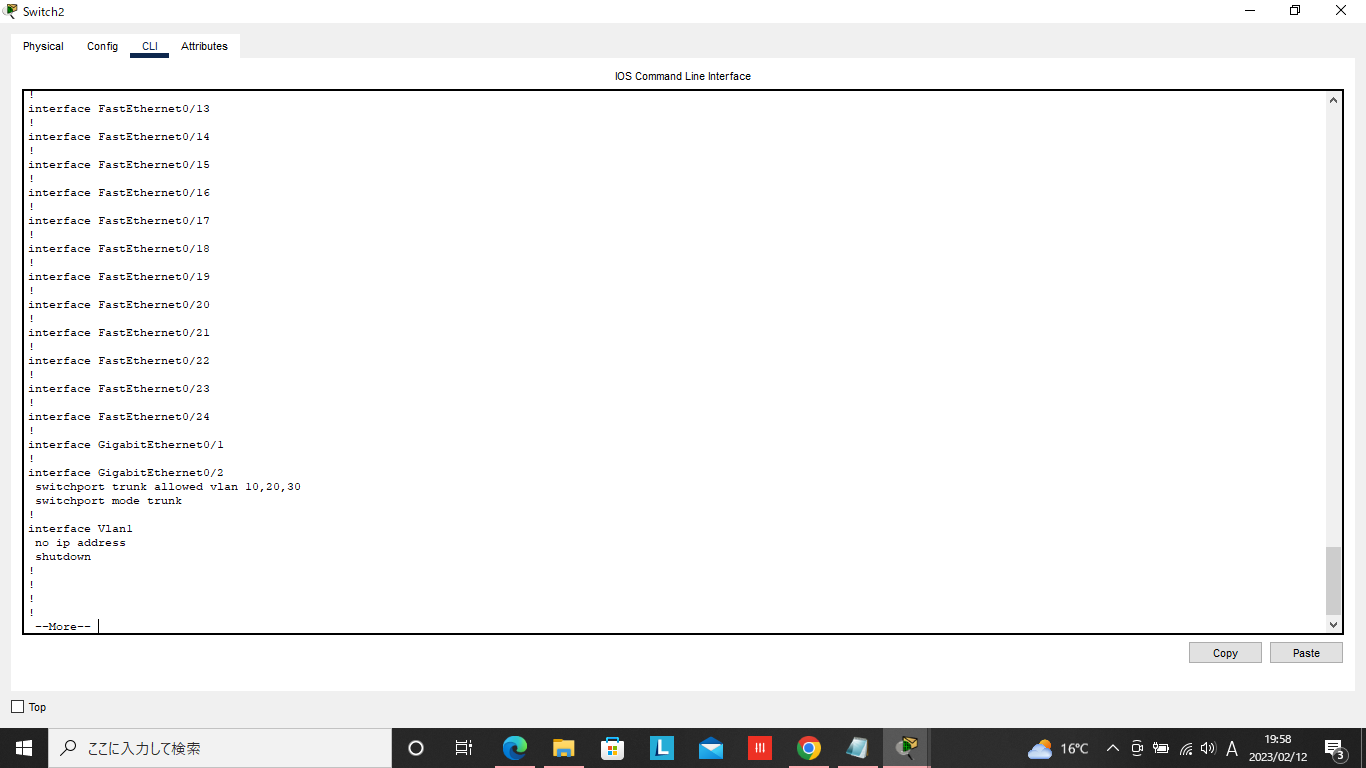 Switch2
Physical Config CLI Attributes
IOS Command Line Interface
!
interface FastEthernet0/13
!
interface FastEthernet0/14
!
interface FastEthernet0/15
!
interface FastEthernet0/16
!
interface FastEthernet0/17
!
interface FastEthernet0/18
!
interface FastEthernet0/19
!
interface FastEthernet0/20
!
interface FastEthernet0/21
!
interface FastEthernet0/22
!
interface FastEthernet0/23
!
interface FastEthernet0/24
!
interface GigabitEthernet0/1
!
interface GigabitEthernet0/2
switchport trunk allowed vlan 10,20,30
switchport mode trunk
!
interface Vlan1
no ip address
shutdown
!
!
!
!
--More--
Copy Paste
Top
ここに入力して検索
L
16°C
A
19:58
2023/02/12
3